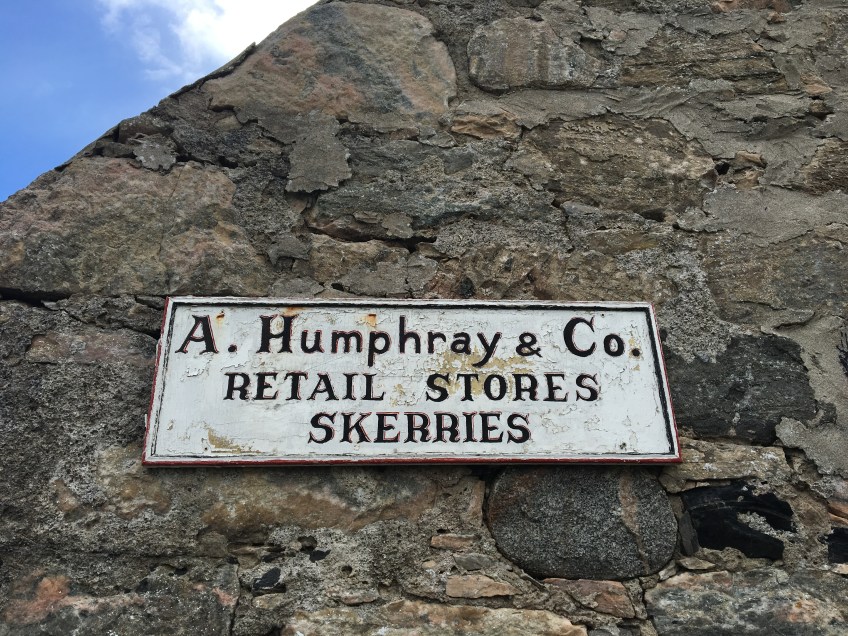 A. Humphray & Co.
RETAIL STORES
SKERRIES